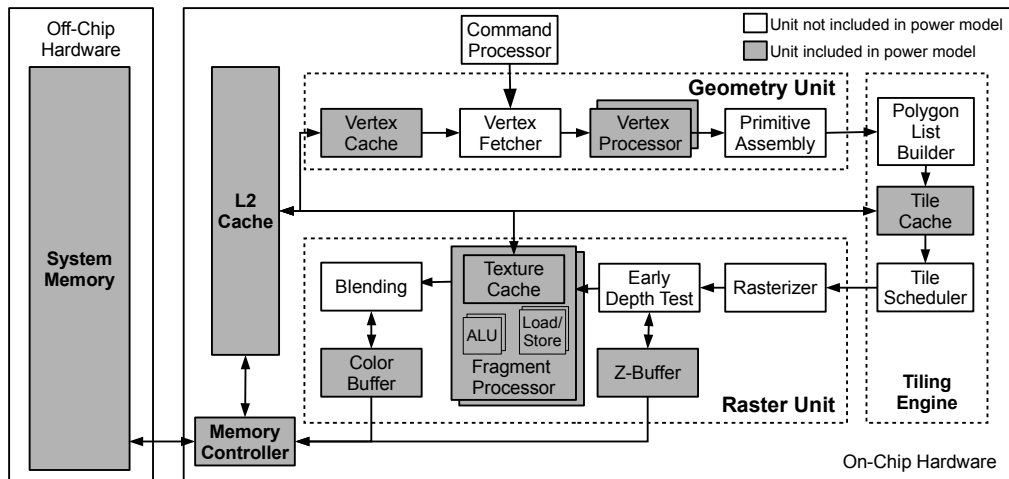 Off-Chip
Hardware
System
Memory
Command
Processor
Unit not included in power model
Unit included in power model
Geometry Unit
L2
Cache
Vertex
Cache
Vertex
Fetcher
Vertex
Processor
Primitive
Assembly
Polygon
List
Builder
Tile
Cache
Tile
Scheduler
Tiling
Engine
Blending
Texture
Cache
ALU
Load/
Store
Fragment
Processor
Early
Depth Test
Rasterizer
Color
Buffer
Z-Buffer
Raster Unit
Memory
Controller
On-Chip Hardware